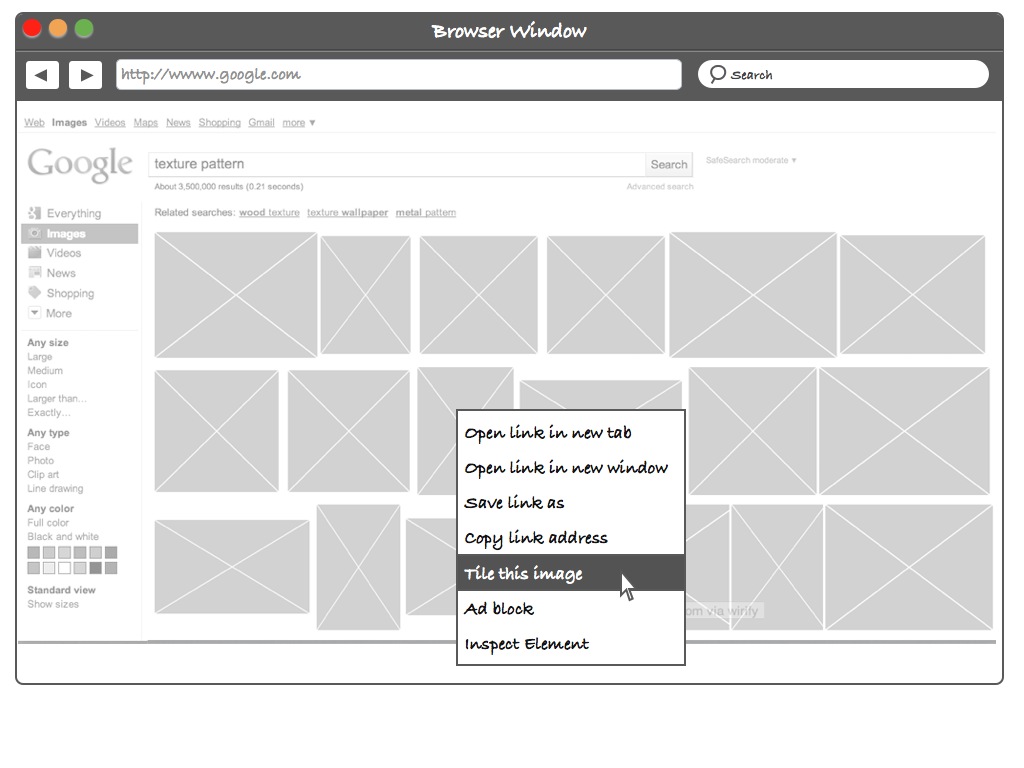 Browser Window
http://wwww.google.com
Search
Web Images Videos Maps News Shopping Gmail more ▼
Google
texture pattern
Search
SafeSearch moderate ▼
About 3,500,000 results (0.21 seconds)
Advanced search
Related searches: wood texture texture wallpaper metal pattern
Everything
Images
Videos
News
Shopping
More
Any size
Large
Medium
Icon
Larger than...
Exactly...
Any type
Face
Photo
Clip art
Line drawing
Any color
Full color
Black and white
Standard view
Show sizes
Open link in new tab
Open link in new window
Save link as
Copy link address
Tile this image
Ad block
Inspect Element
om via wirify